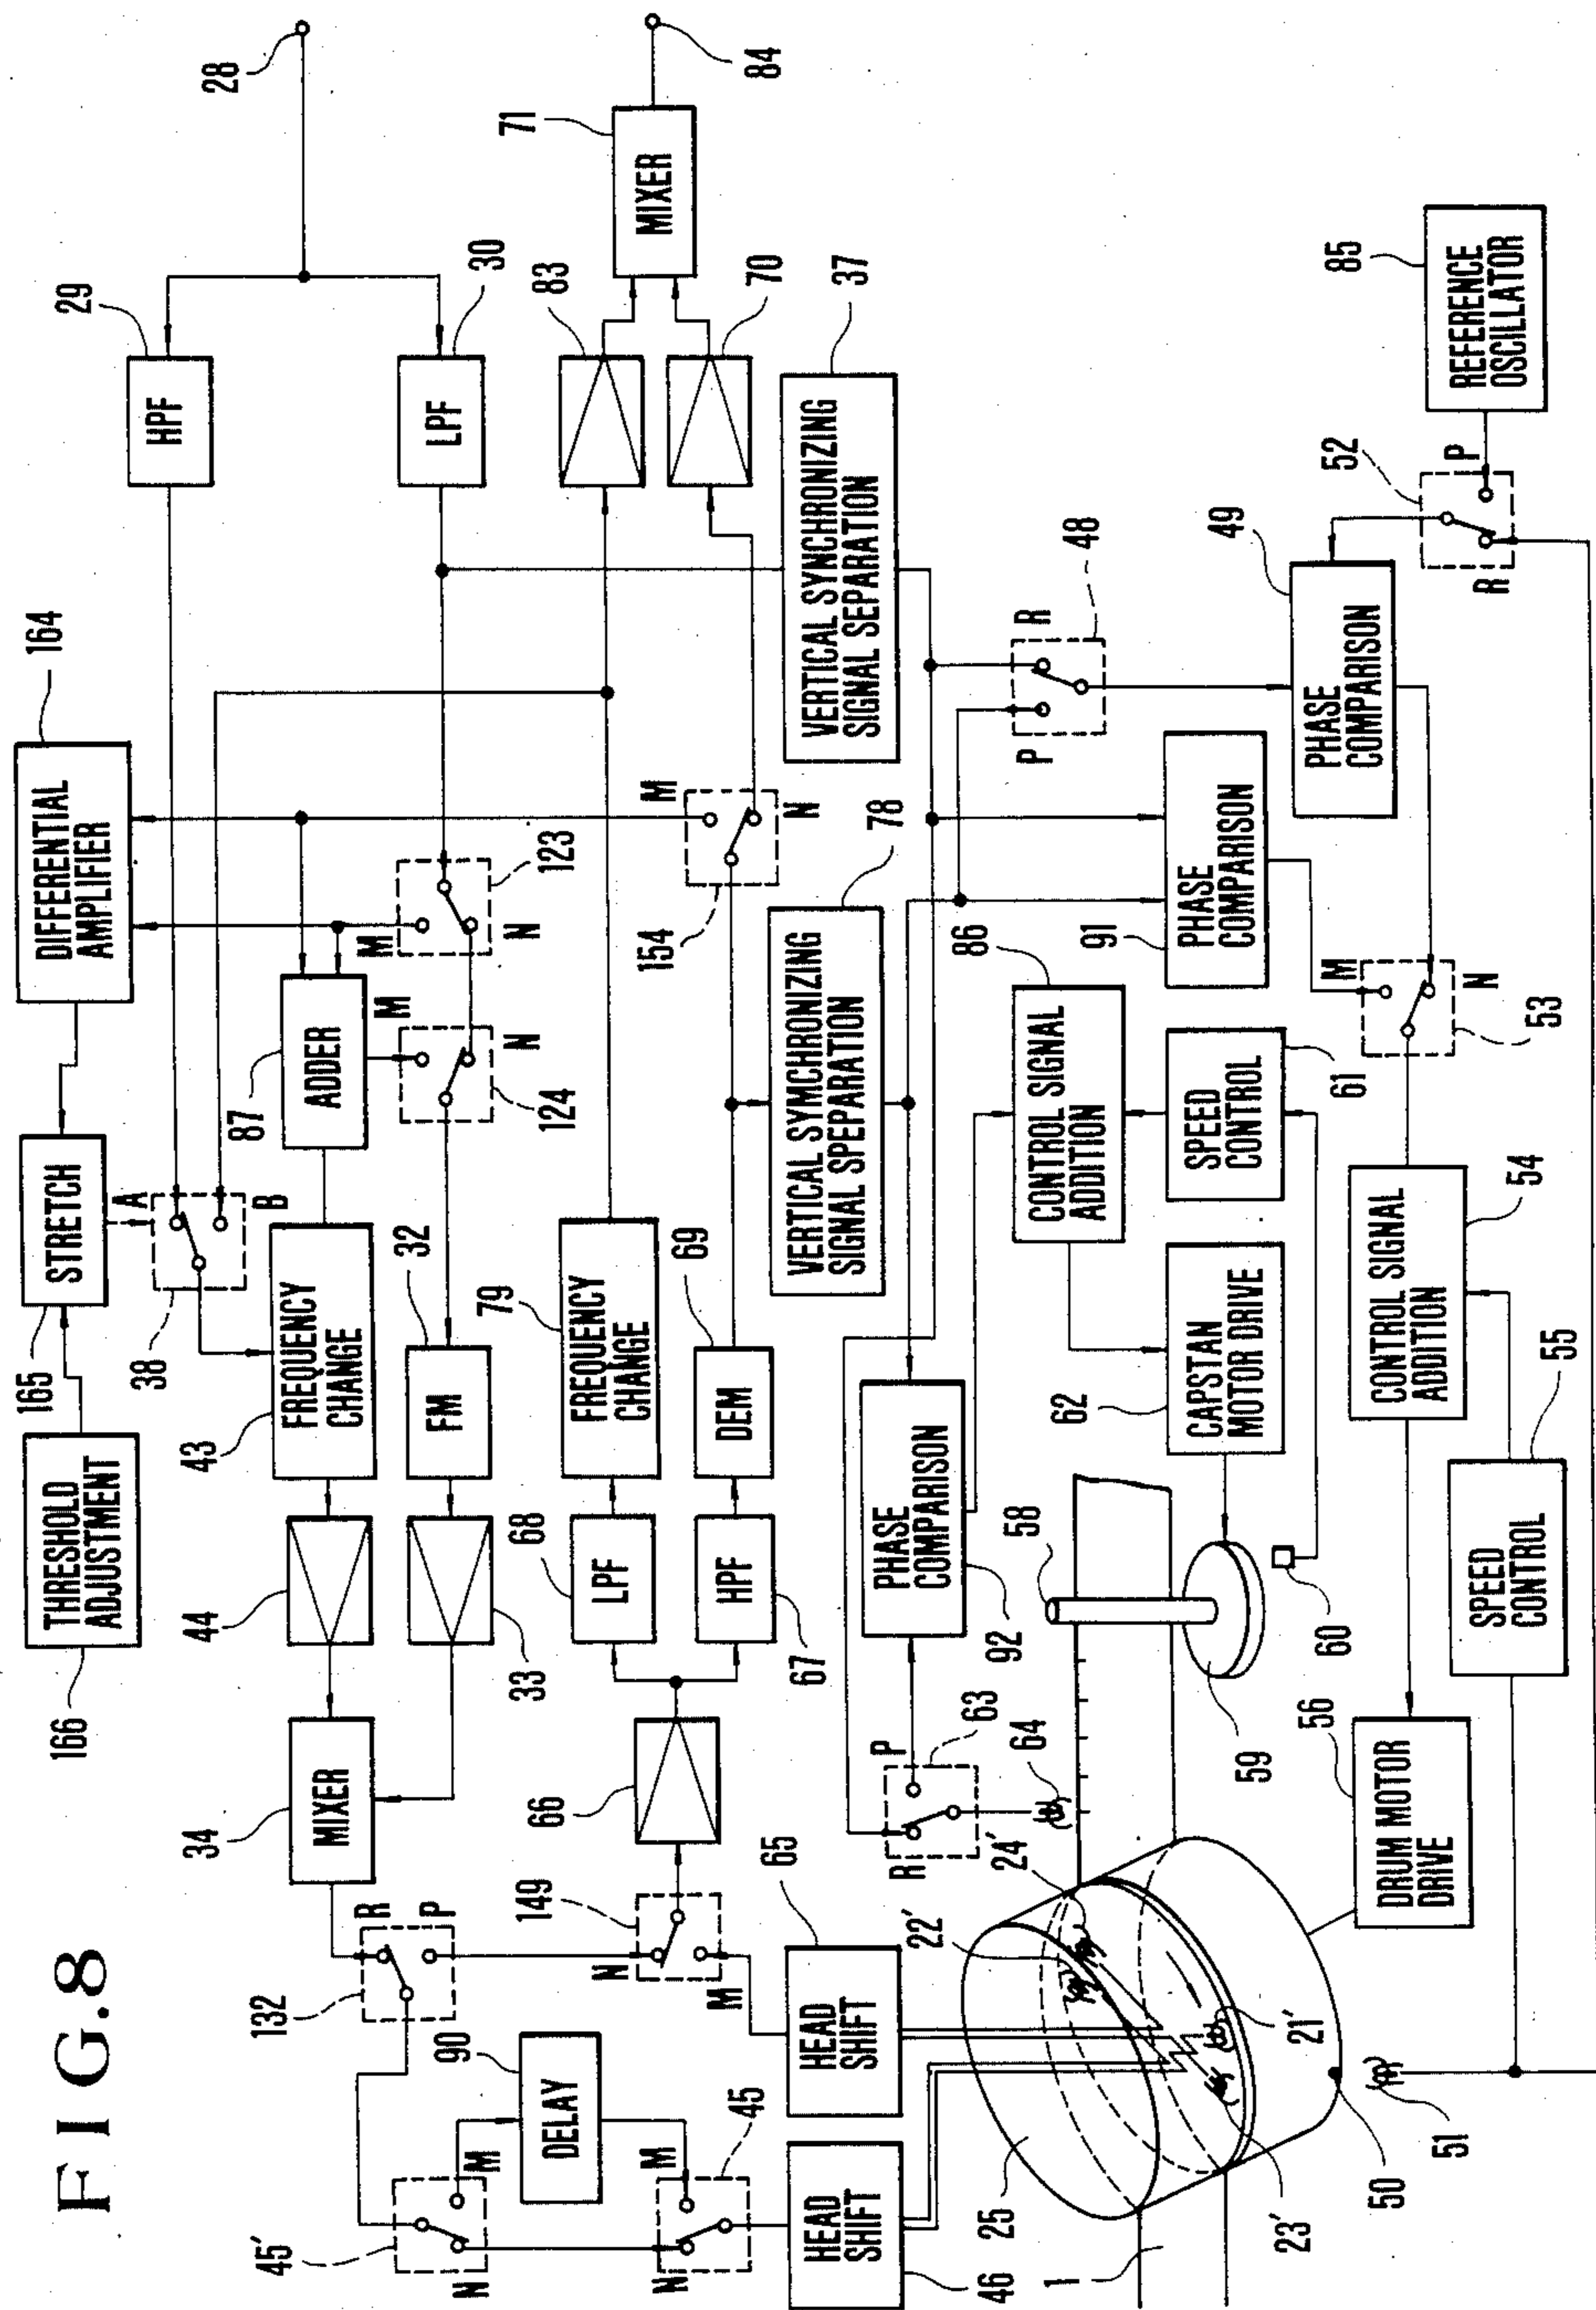 FIG.8
THRESHOLD
ADJUSTMENT
166
165
STRETCH
DIFFERENTIAL
AMPLIFIER
164
28
29
HPF
A
B
38
87
ADDER
M
M
N
123
N
124
LPF
30
34
MIXER
44
43
FREQUENCY
CHANGE
33
32
FM
83
71
MIXER
84
70
132
R
P
66
68
LPF
79
FREQUENCY
CHANGE
67
HPF
69
DEM
154
M
N
37
VERTICAL SYNCHRONIZING
SIGNAL SEPARATION
45'
M
N
90
DELAY
M
N
45
149
N
M
78
VERTICAL SYMCHRONIZING
SIGNAL SPEPARATION
46
HEAD
SHIFT
65
HEAD
SHIFT
63
R
P
64
92
PHASE
COMPARISON
P
R
48
86
CONTROL SIGNAL
ADDITION
91
PHASE
COMPARISON
49
PHASE
COMPARISON
52
P
R
85
REFERENCE
OSCILLATOR
25
1
22'
24'
21'
23'
50
51
58
59
60
62
CAPSTAN
MOTOR DRIVE
61
SPEED
CONTROL
M
N
53
56
DRUM MOTOR
DRIVE
54
CONTROL SIGNAL
ADDITION
55
SPEED
CONTROL